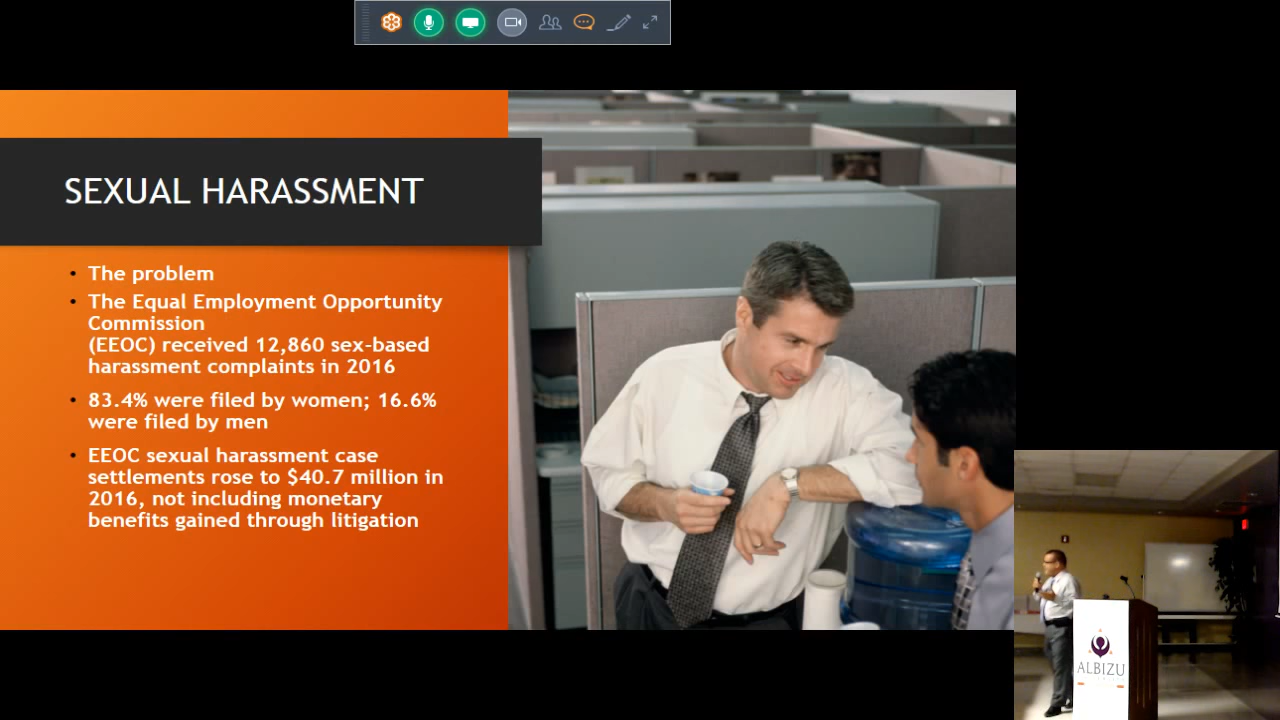 SEXUAL HARASSMENT
• The problem
• The Equal Employment Opportunity
Commission
(EEOC) received 12,860 sex-based
harassment complaints in 2016
• 83.4% were filed by women; 16.6%
were filed by men
• EEOC sexual harassment case
settlements rose to $40.7 million in
2016, not including monetary
benefits gained through litigation
ALBIZU